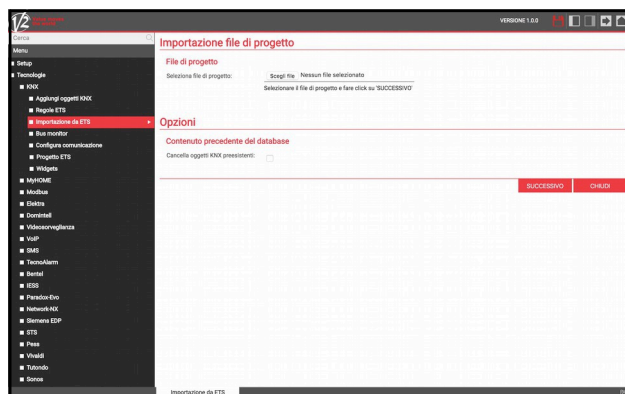 1/2
VERSIONE 1.0.0
Cerca
Menu
Setup
Tecnologie
KNX
Aggiungi oggetti KNX
Regole ETS
Importazione da ETS
Bus monitor
Configura comunicazione
Progetto ETS
Widgets
MyHOME
Modbus
Elektra
Domintell
Videosorveglianza
VoIP
SMS
TecnoAlarm
Bentel
IESS
Paradox-Evo
Network-NX
Siemens EDP
STS
Pess
Vivaldi
Tutondo
Sonos
Importazione file di progetto
File di progetto
Seleziona file di progetto: Scegli file Nessun file selezionato
Selezionare il file di progetto e fare click su 'SUCCESSIVO'
Opzioni
Contenuto precedente del database
Cancella oggetti KNX preesistenti:
SUCCESSIVO CHIUDI
Importazione da ETS